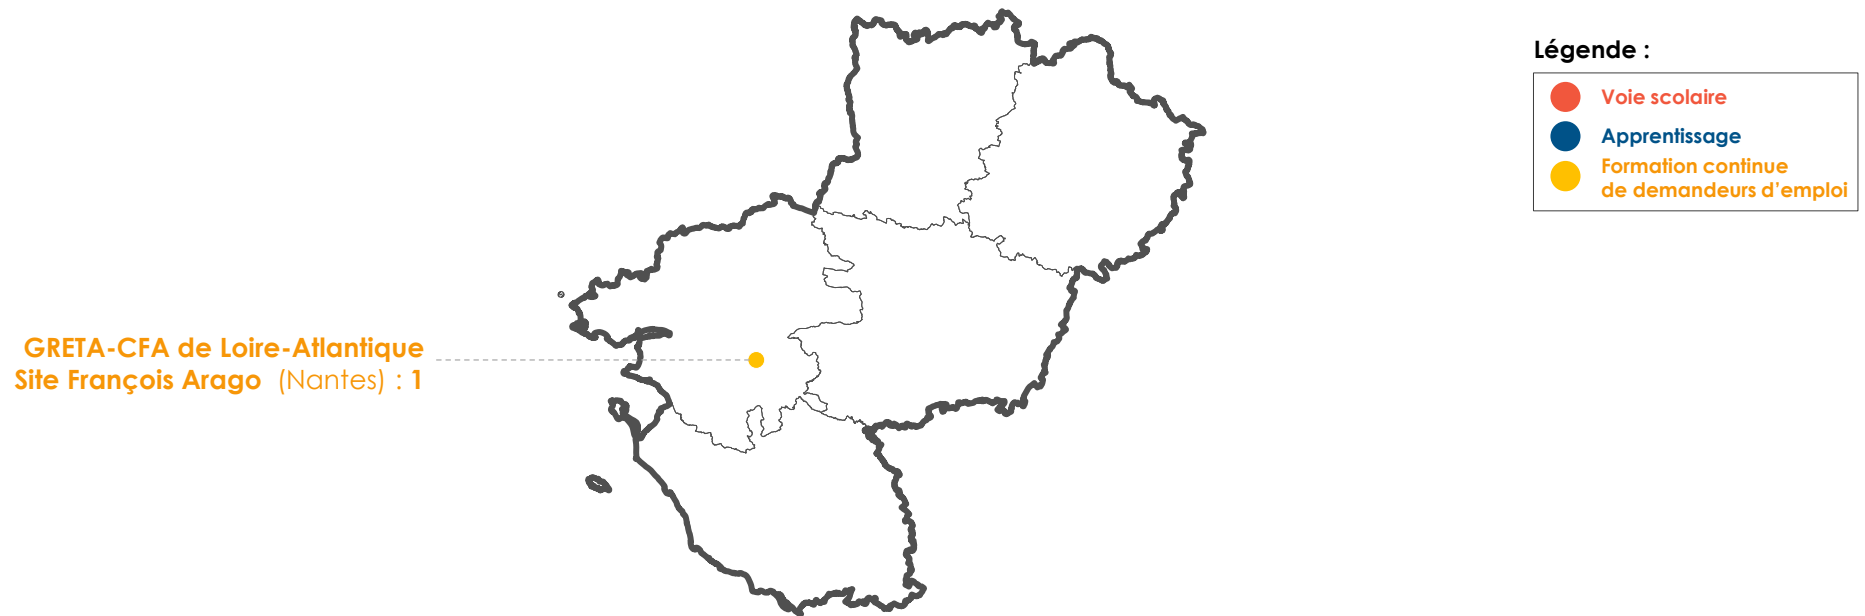 Légende :
Voie scolaire
Apprentissage
Formation continue
de demandeurs d'emploi
GRETA-CFA de Loire-Atlantique
Site François Arago (Nantes) : 1